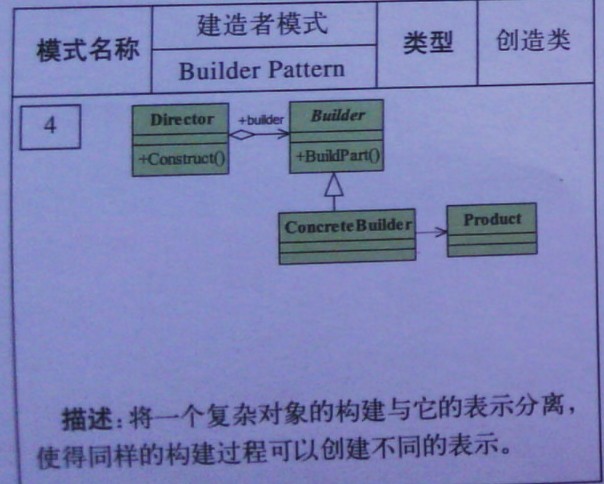 模式名称
建造者模式
Builder Pattern
类型
创造类
4
Director
+Construct()
+builder
Builder
+BuildPart()
ConcreteBuilder
Product
描述:将一个复杂对象的构建与它的表示分离,
使得同样的构建过程可以创建不同的表示。